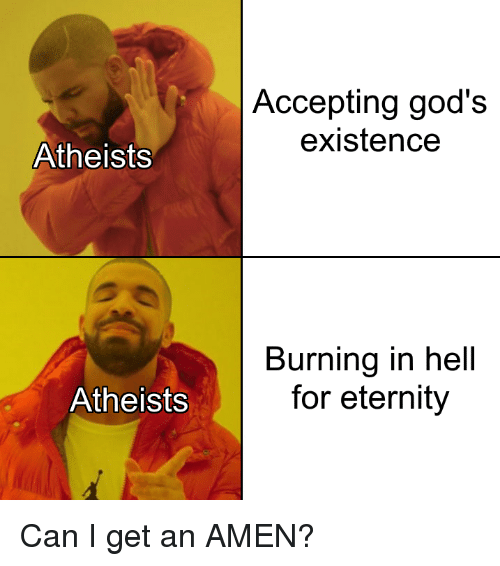 Accepting god's
existence
Atheists
Burning in hell
for eternity
Atheists
Can I get an AMEN?